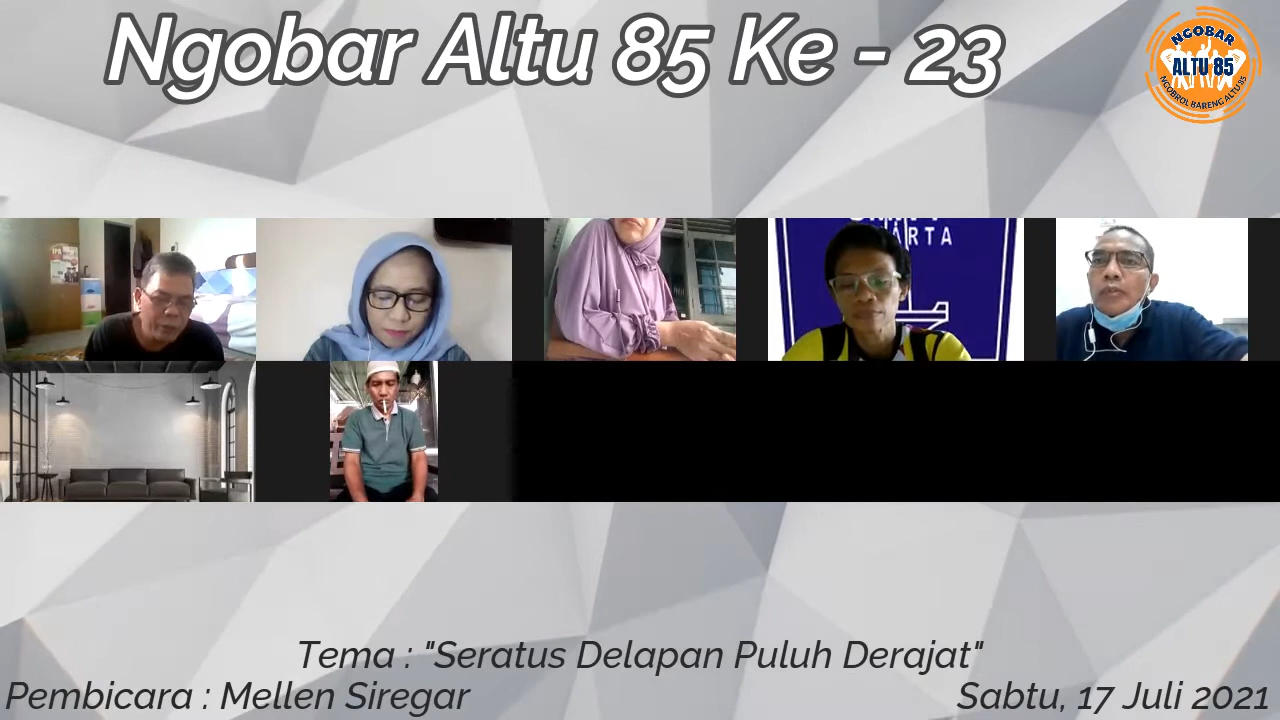 Ngobar Altu 85 Ke - 23
NGOBAR
ALTU 85
NGOBROL BARENG ALTU 85
Tema : "Seratus Delapan Puluh Derajat"
Pembicara : Mellen Siregar
Sabtu, 17 Juli 2021